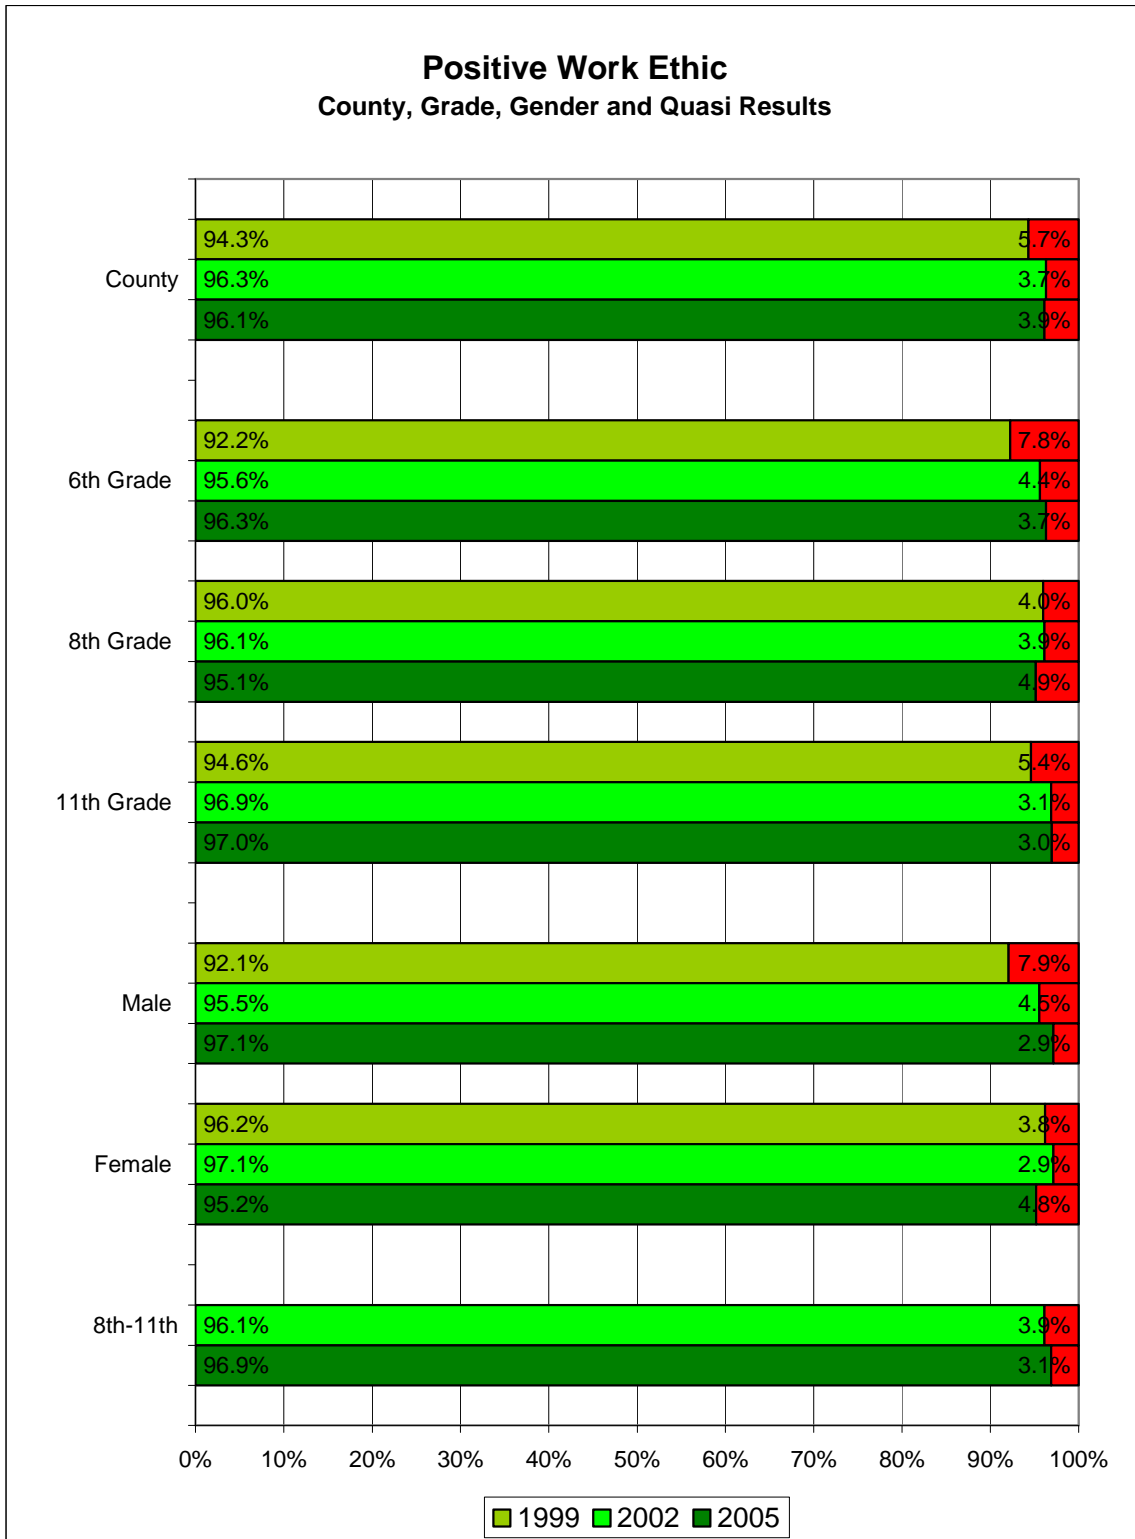 Positive Work Ethic
County, Grade, Gender and Quasi Results
94.3% 5.7%
County 96.3% 3.7%
96.1% 3.9%
92.2% 7.8%
6th Grade 95.6% 4.4%
96.3% 3.7%
96.0% 4.0%
8th Grade 96.1% 3.9%
95.1% 4.9%
94.6% 5.4%
11th Grade 96.9% 3.1%
97.0% 3.0%
92.1% 7.9%
Male 95.5% 4.5%
97.1% 2.9%
96.2% 3.8%
Female 97.1% 2.9%
95.2% 4.8%
8th-11th 96.1% 3.9%
96.9% 3.1%
0% 10% 20% 30% 40% 50% 60% 70% 80% 90% 100%
1999 2002 2005